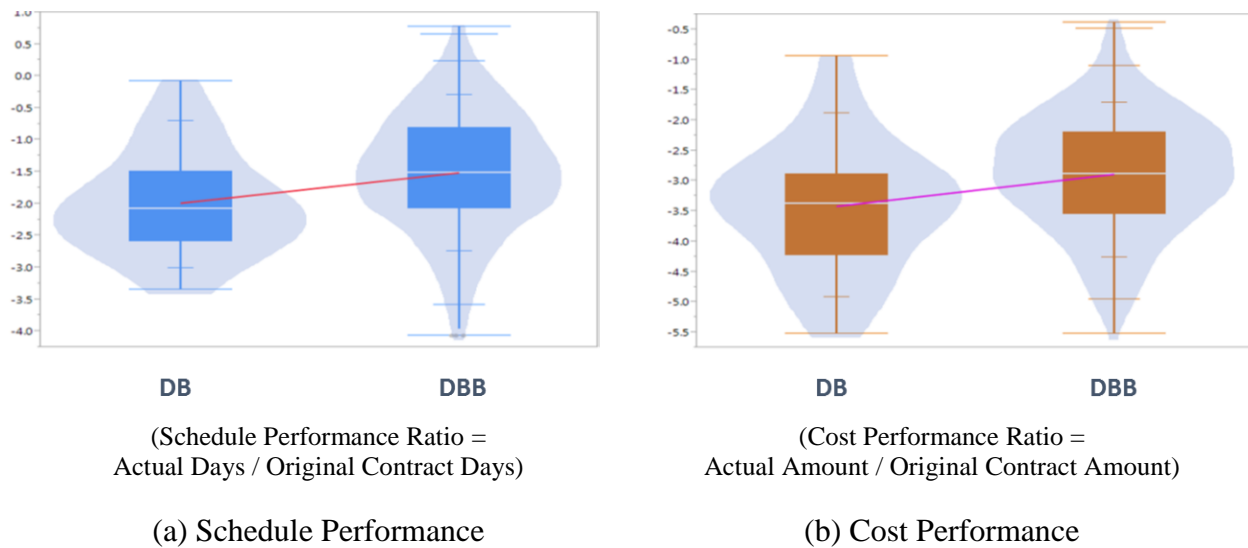 1.0
0.5
0.0
-0.5
-1.0
-1.5
-2.0
-2.5
-3.0
-3.5
-4.0
DB
DBB
(Schedule Performance Ratio =
Actual Days / Original Contract Days)
(a) Schedule Performance
-0.5
-1.0
-1.5
-2.0
-2.5
-3.0
-3.5
-4.0
-4.5
-5.0
-5.5
DB
DBB
(Cost Performance Ratio =
Actual Amount / Original Contract Amount)
(b) Cost Performance